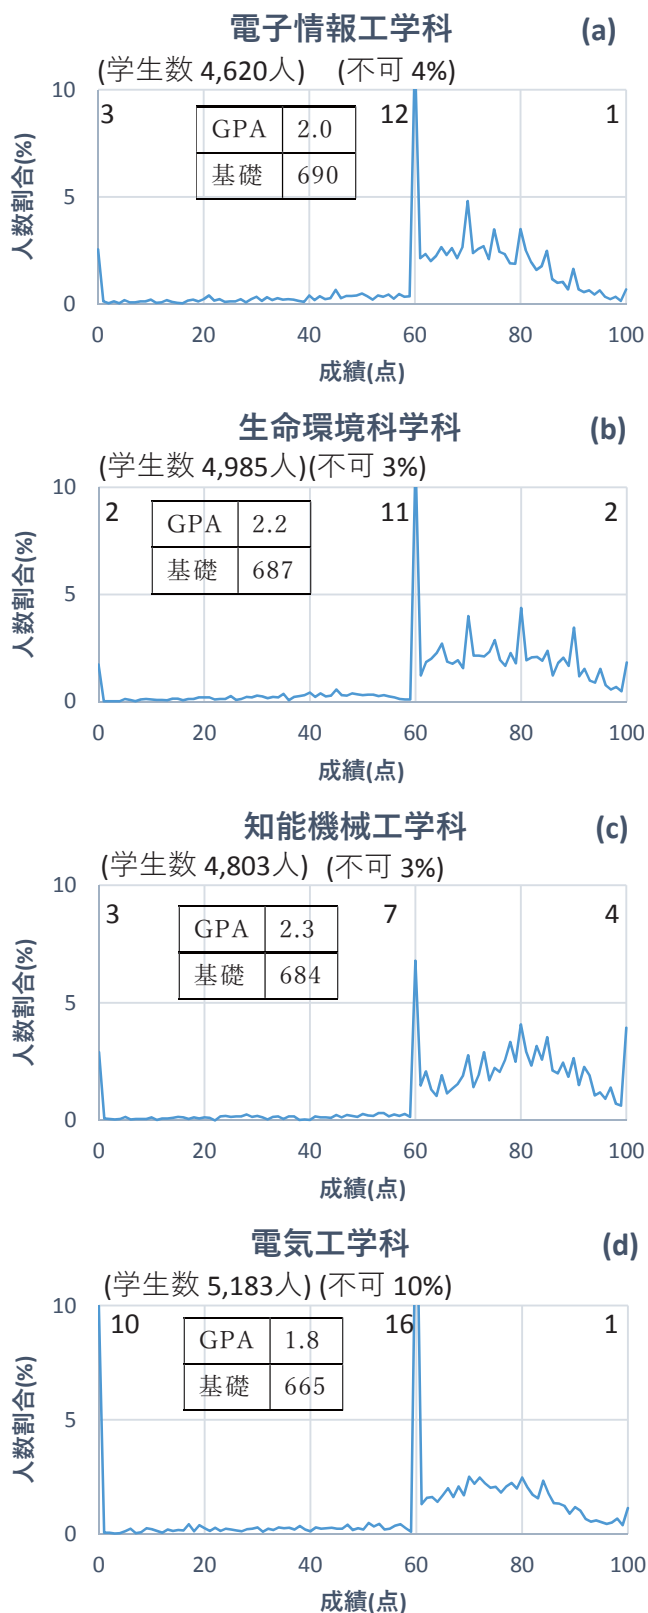 電子情報工学科 (a)
(学生数 4,620人) (不可 4%)
10
3 12 1
GPA 2.0
基礎 690
人数割合(%)
5
0
0 20 40 60 80 100
成績(点)
生命環境科学科 (b)
(学生数 4,985人)(不可 3%)
10
2 11 2
GPA 2.2
基礎 687
人数割合(%)
5
0
0 20 40 60 80 100
成績(点)
知能機械工学科 (c)
(学生数 4,803人) (不可 3%)
10
3 7 4
GPA 2.3
基礎 684
人数割合(%)
5
0
0 20 40 60 80 100
成績(点)
電気工学科 (d)
(学生数 5,183人) (不可 10%)
10
10 16 1
GPA 1.8
基礎 665
人数割合(%)
5
0
0 20 40 60 80 100
成績(点)